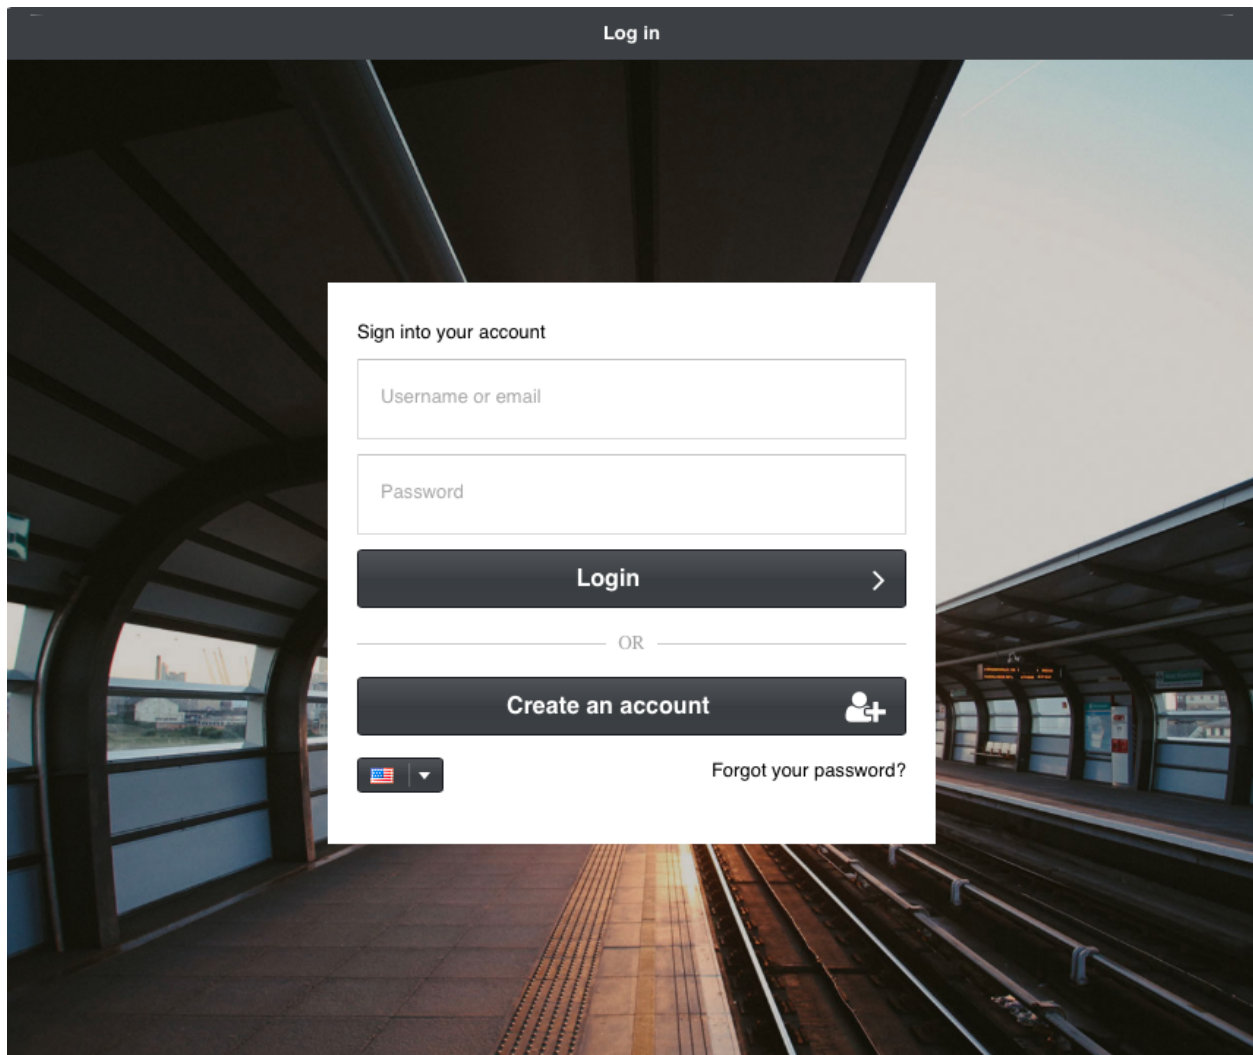 Log in
Sign into your account
Username or email
Password
Login
OR
Create an account
Forgot your password?